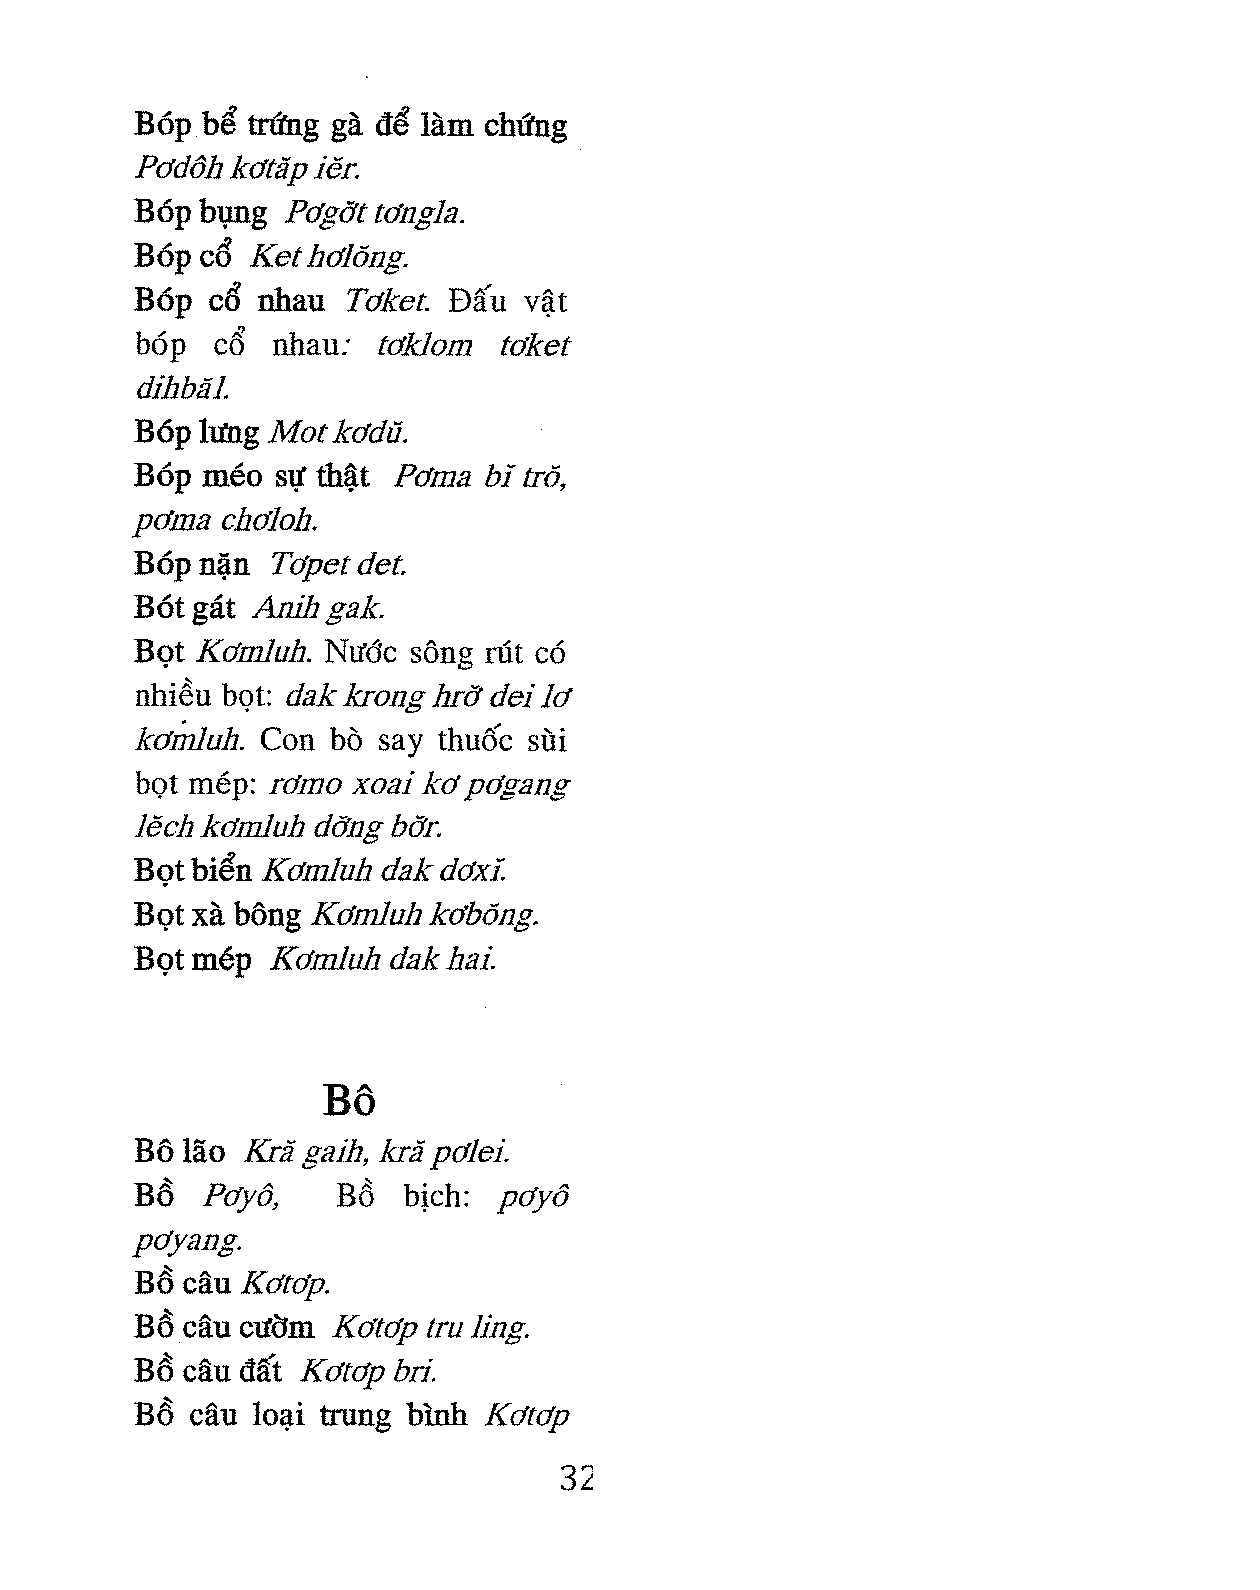 Bóp bể trứng gà để làm chứng
Pơdôh kơtăp iĕr.
Bóp bụng Pơgơ̆t tơngla.
Bóp cổ Ket hơlŏng.
Bóp cổ nhau Tơket. Đấu vật
bóp cổ nhau: tơklom tơket
dihbăl.
Bóp lưng Mot kơdŭ.
Bóp méo sự thật Pơma bĭ trŏ,
pơma chơloh.
Bóp nặn Tơpet det.
Bót gát Anih gak.
Bọt Kơmluh. Nước sông rút có
nhiều bọt: dak krong hrơ̆ dei lơ
kơmluh. Con bò say thuốc sùi
bọt mép: rơmo xoai kơ pơgang
lĕch kơmluh dơ̆ng bơ̆r.
Bọt biển Kơmluh dak dơxĭ.
Bọt xà bông Kơmluh kơbŏng.
Bọt mép Kơmluh dak hai.
Bô
Bô lão Kră gaih, kră pơlei.
Bồ Pơyô, Bồ bịch: pơyô
pơyang.
Bồ câu Kơtơp.
Bồ câu cườm Kơtơp tru ling.
Bồ câu đất Kơtơp bri.
Bồ câu loại trung bình Kơtơp
32